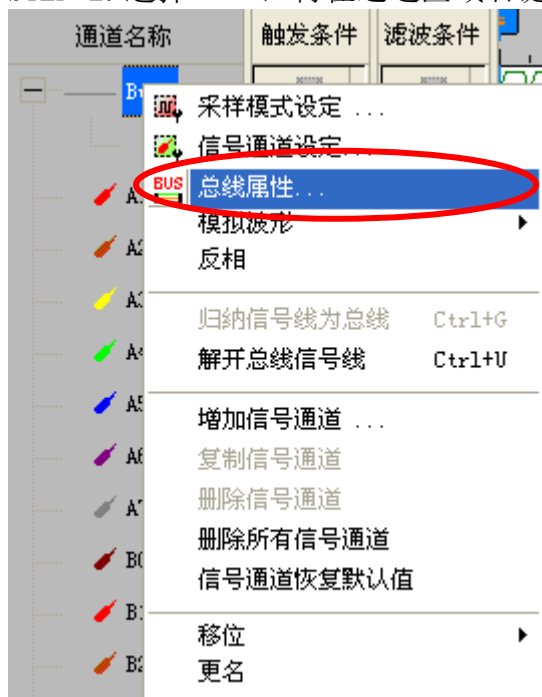 通道名称 触发条件 滤波条件
采样模式设定 ...
信号通道设定...
BUS 总线属性...
模拟波形
反相
归纳信号线为总线 Ctrl+G
解开总线信号线 Ctrl+U
增加信号通道 ...
复制信号通道
删除信号通道
删除所有信号通道
信号通道恢复默认值
移位
更名